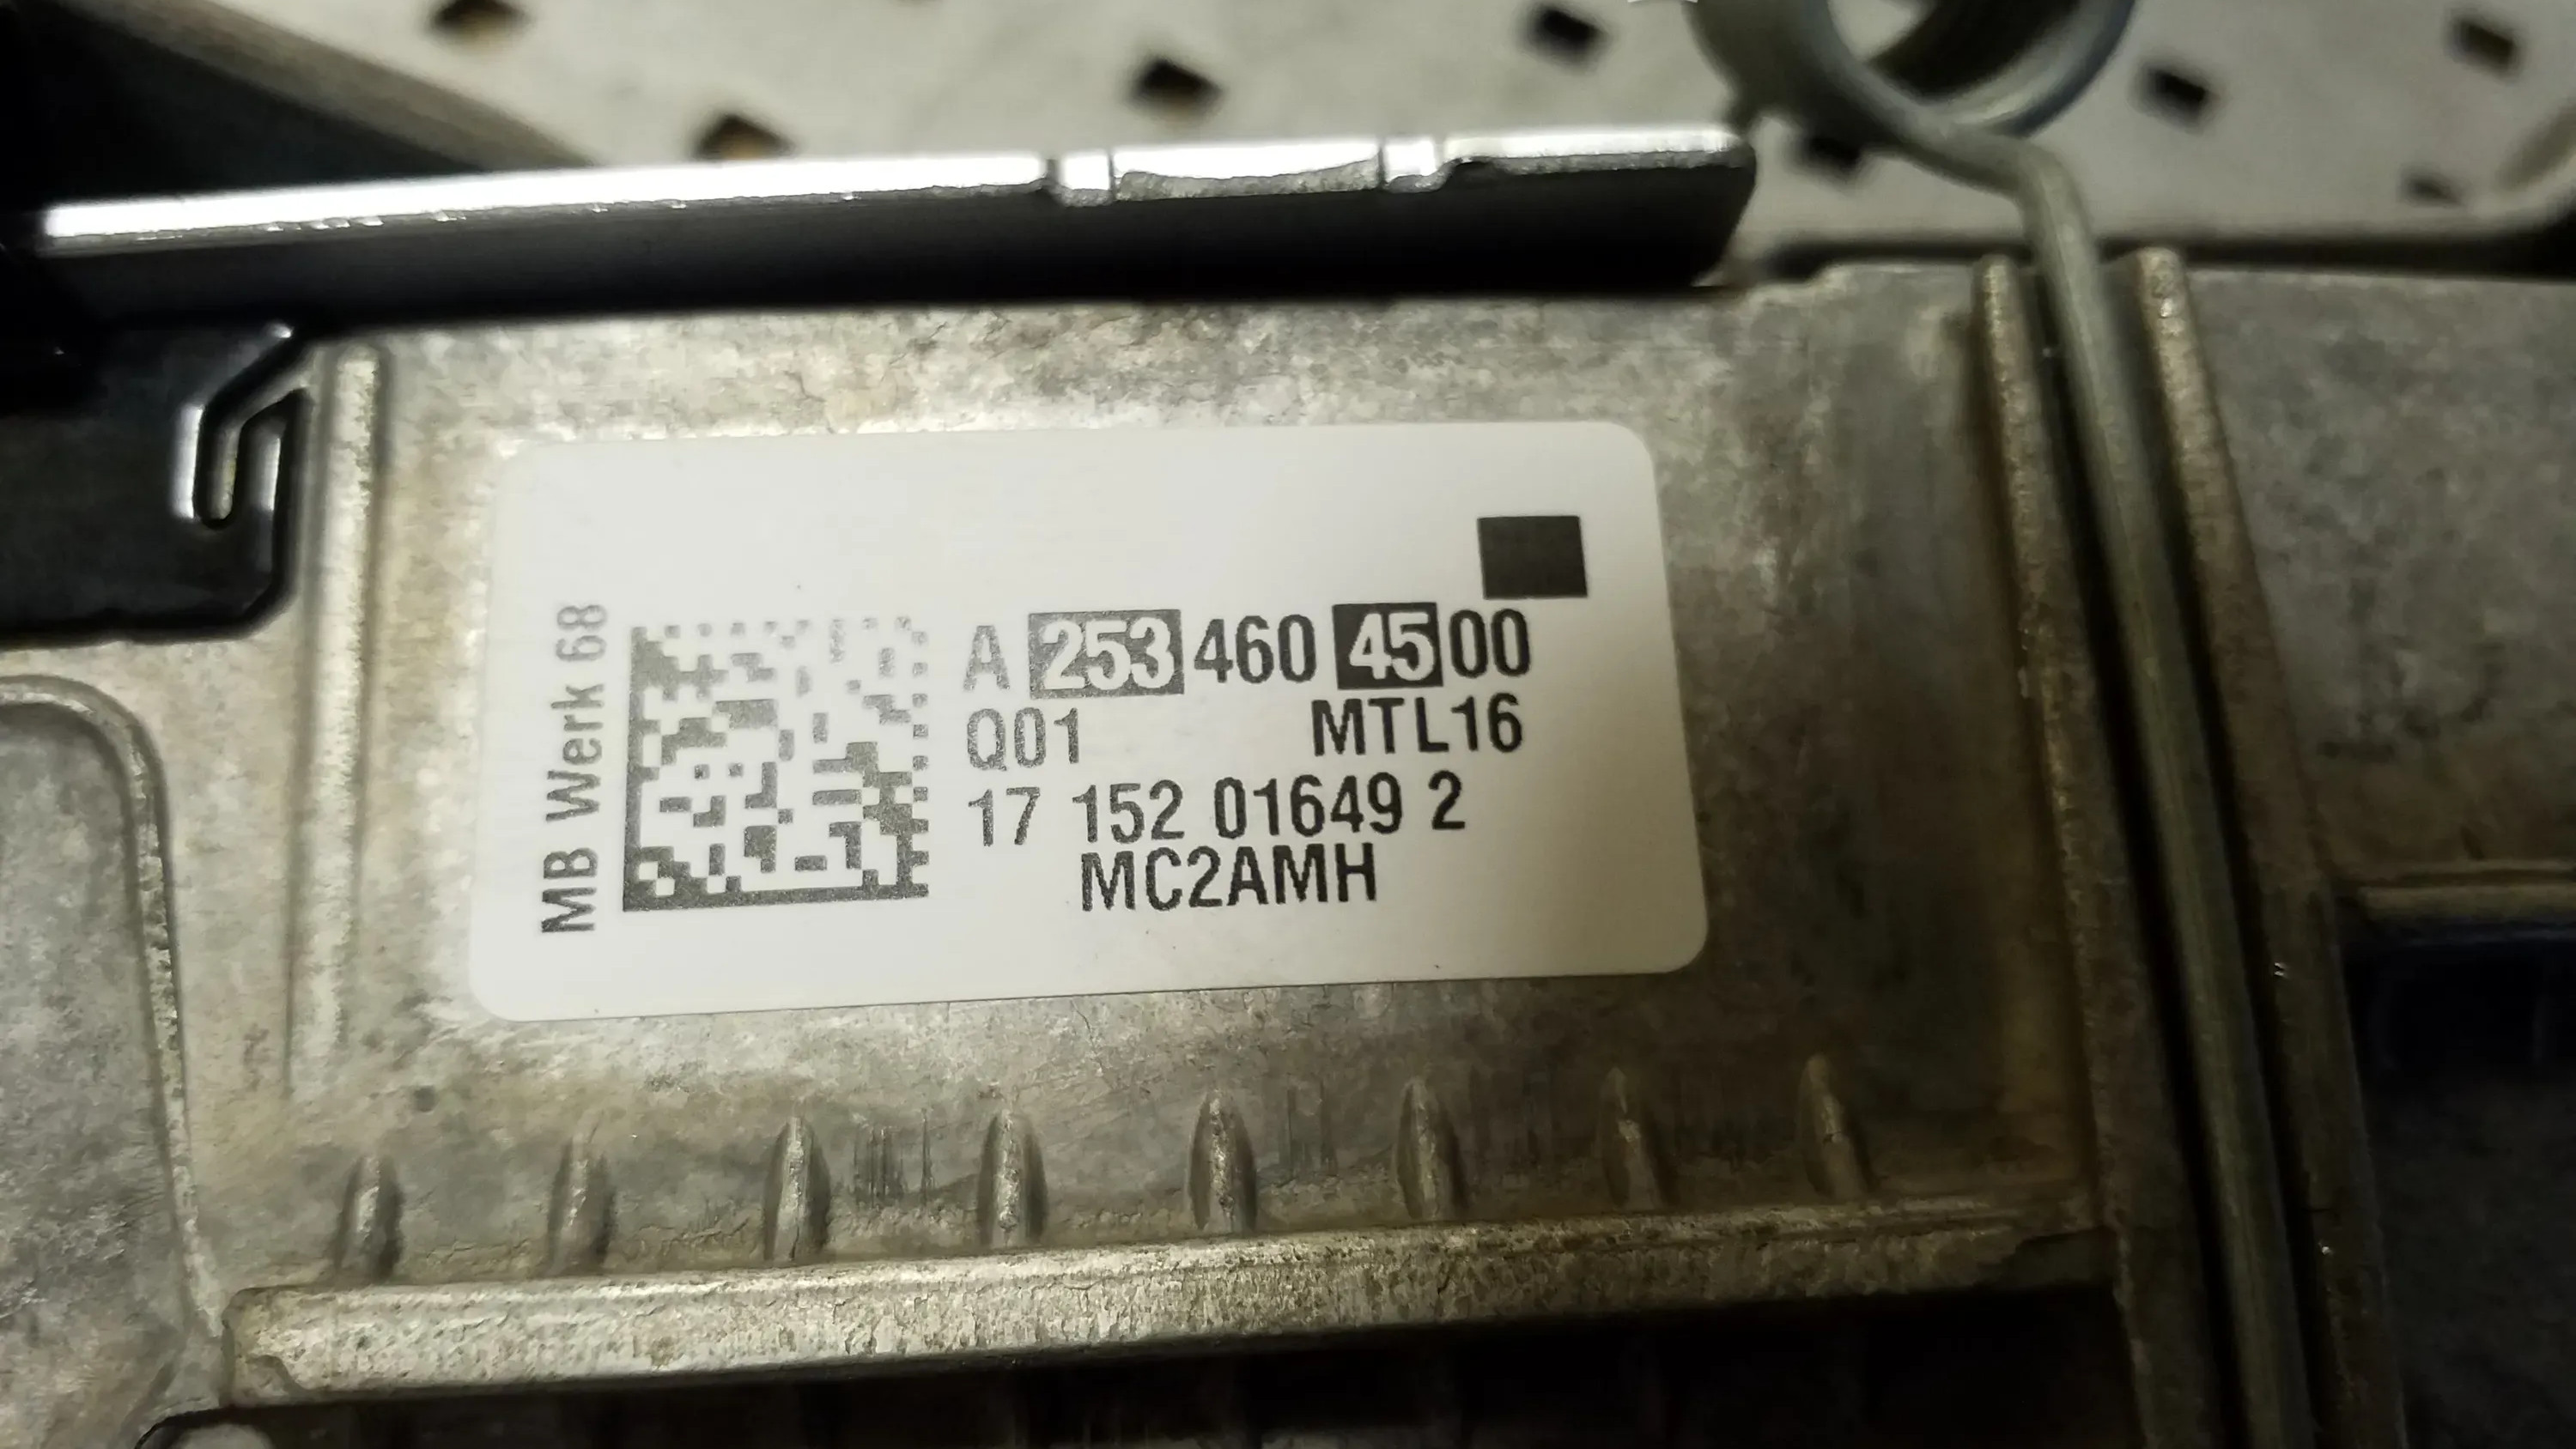 MB Werk 68
A 253 460 45 00
Q01 MTL16
17 152 01649 2
MC2AMH